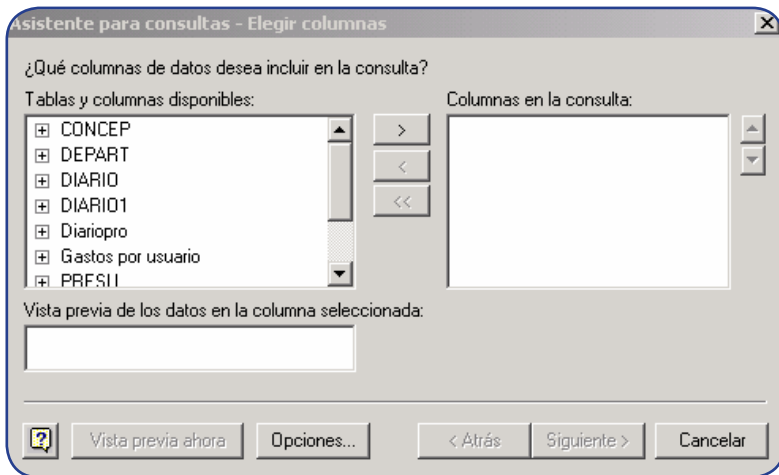 Asistente para consultas - Elegir columnas
¿Qué columnas de datos desea incluir en la consulta?
Tablas y columnas disponibles:
Columnas en la consulta:
CONCEP
DEPART
DIARIO
DIARIO1
Diariopro
Gastos por usuario
PRESU
>
<
<<
Vista previa de los datos en la columna seleccionada:
Vista previa ahora
Opciones...
< Atrás
Siguiente >
Cancelar